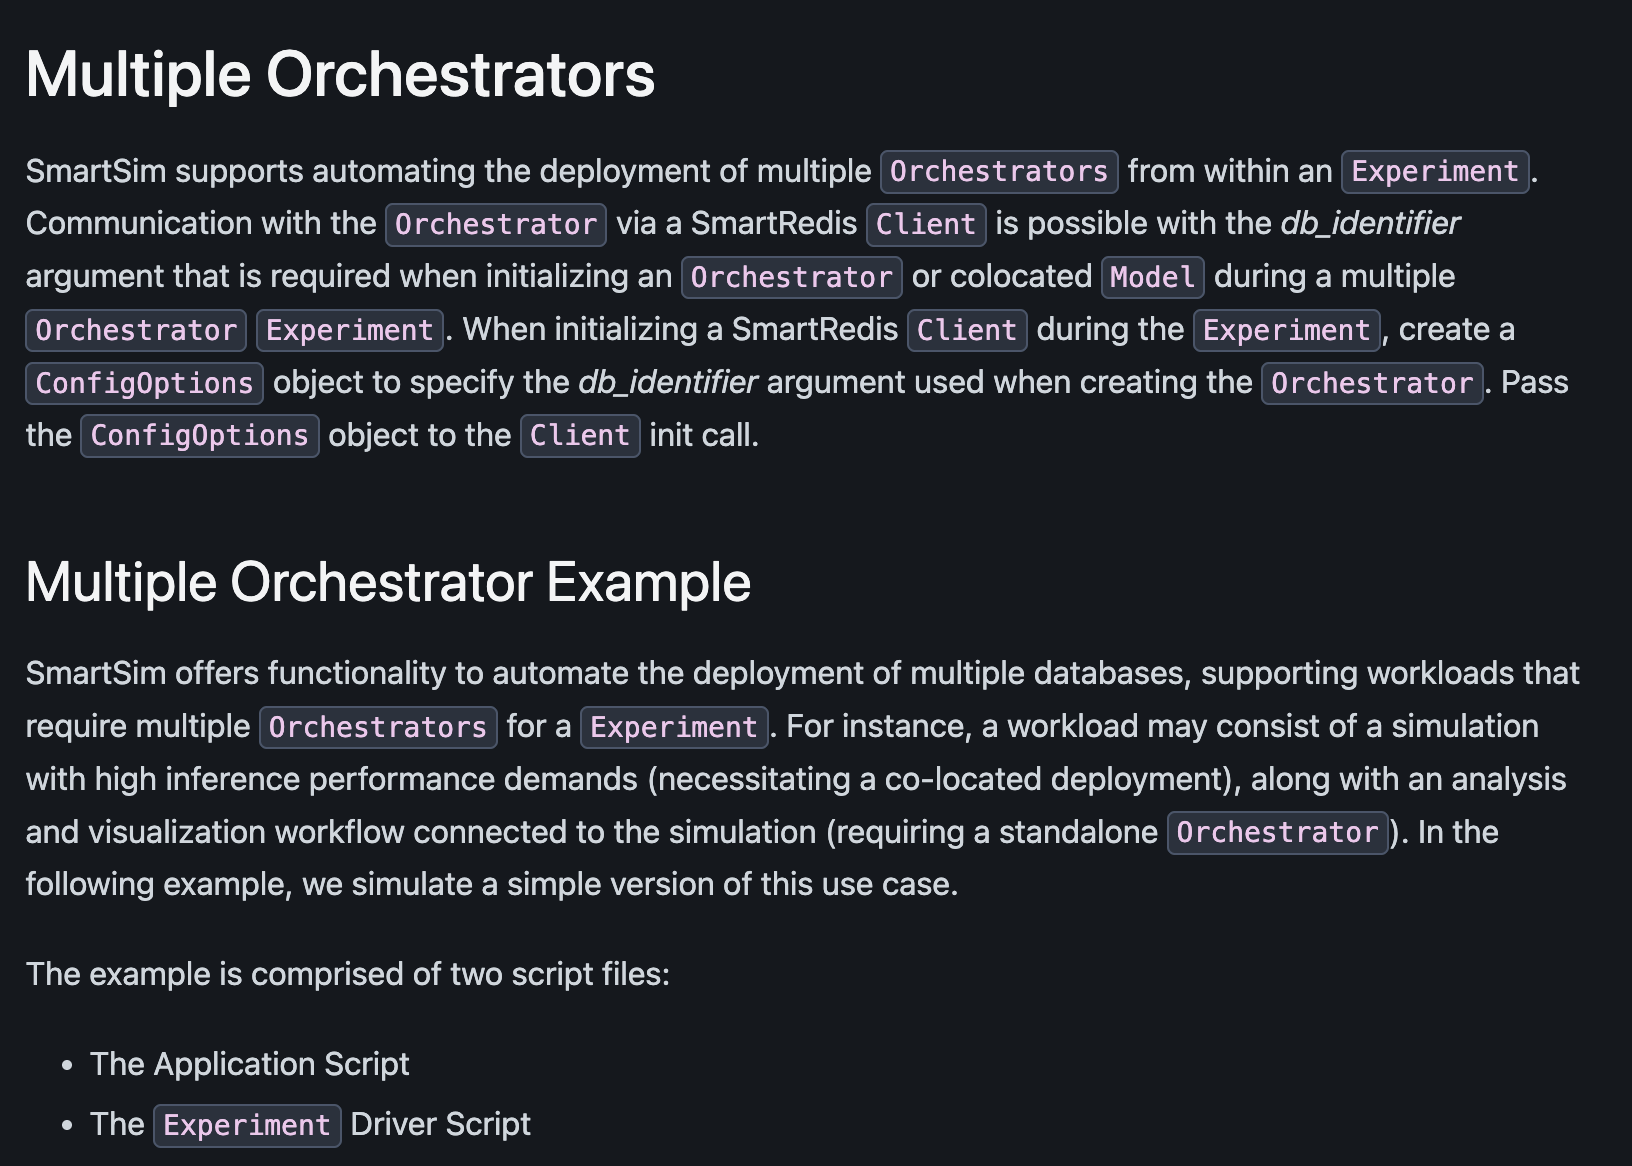 Multiple Orchestrators
SmartSim supports automating the deployment of multiple Orchestrators from within an Experiment.
Communication with the Orchestrator via a SmartRedis Client is possible with the db_identifier
argument that is required when initializing an Orchestrator or colocated Model during a multiple
Orchestrator Experiment. When initializing a SmartRedis Client during the Experiment, create a
ConfigOptions object to specify the db_identifier argument used when creating the Orchestrator. Pass
the ConfigOptions object to the Client init call.
Multiple Orchestrator Example
SmartSim offers functionality to automate the deployment of multiple databases, supporting workloads that
require multiple Orchestrators for a Experiment. For instance, a workload may consist of a simulation
with high inference performance demands (necessitating a co-located deployment), along with an analysis
and visualization workflow connected to the simulation (requiring a standalone Orchestrator). In the
following example, we simulate a simple version of this use case.
The example is comprised of two script files:
• The Application Script
• The Experiment Driver Script